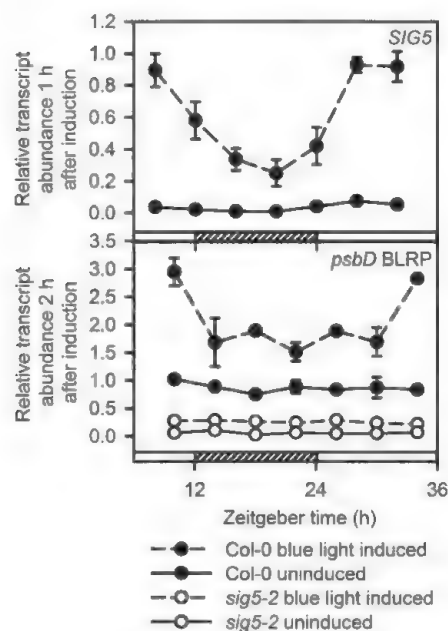 SIG5
Relative transcript
abundance 1 h
after induction
1.2
1.0
0.8
0.6
0.4
0.2
0.0
psbD BLRP
Relative transcript
abundance 2 h
after induction
3.5
3.0
2.5
2.0
1.5
1.0
0.5
0.0
12 24 36
Zeitgeber time (h)
Col-0 blue light induced
Col-0 uninduced
sig5-2 blue light induced
sig5-2 uninduced